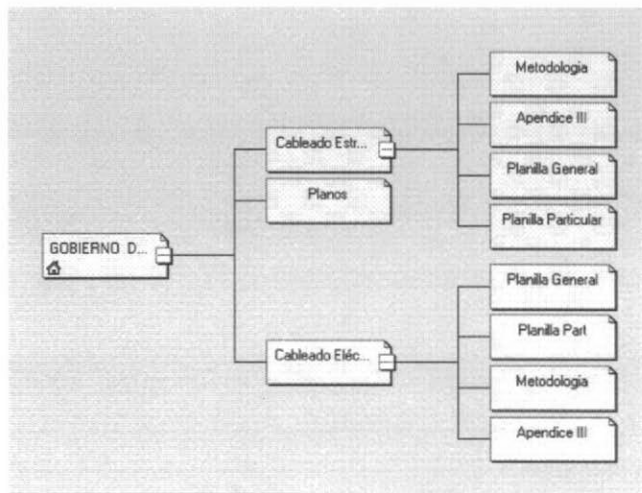 GOBIERNO D...
Cableado Estr...
Metodologia
Apendice III
Planilla General
Planilla Particular
Planos
Cableado Eléc...
Planilla General
Planilla Part
Metodologia
Apendice III